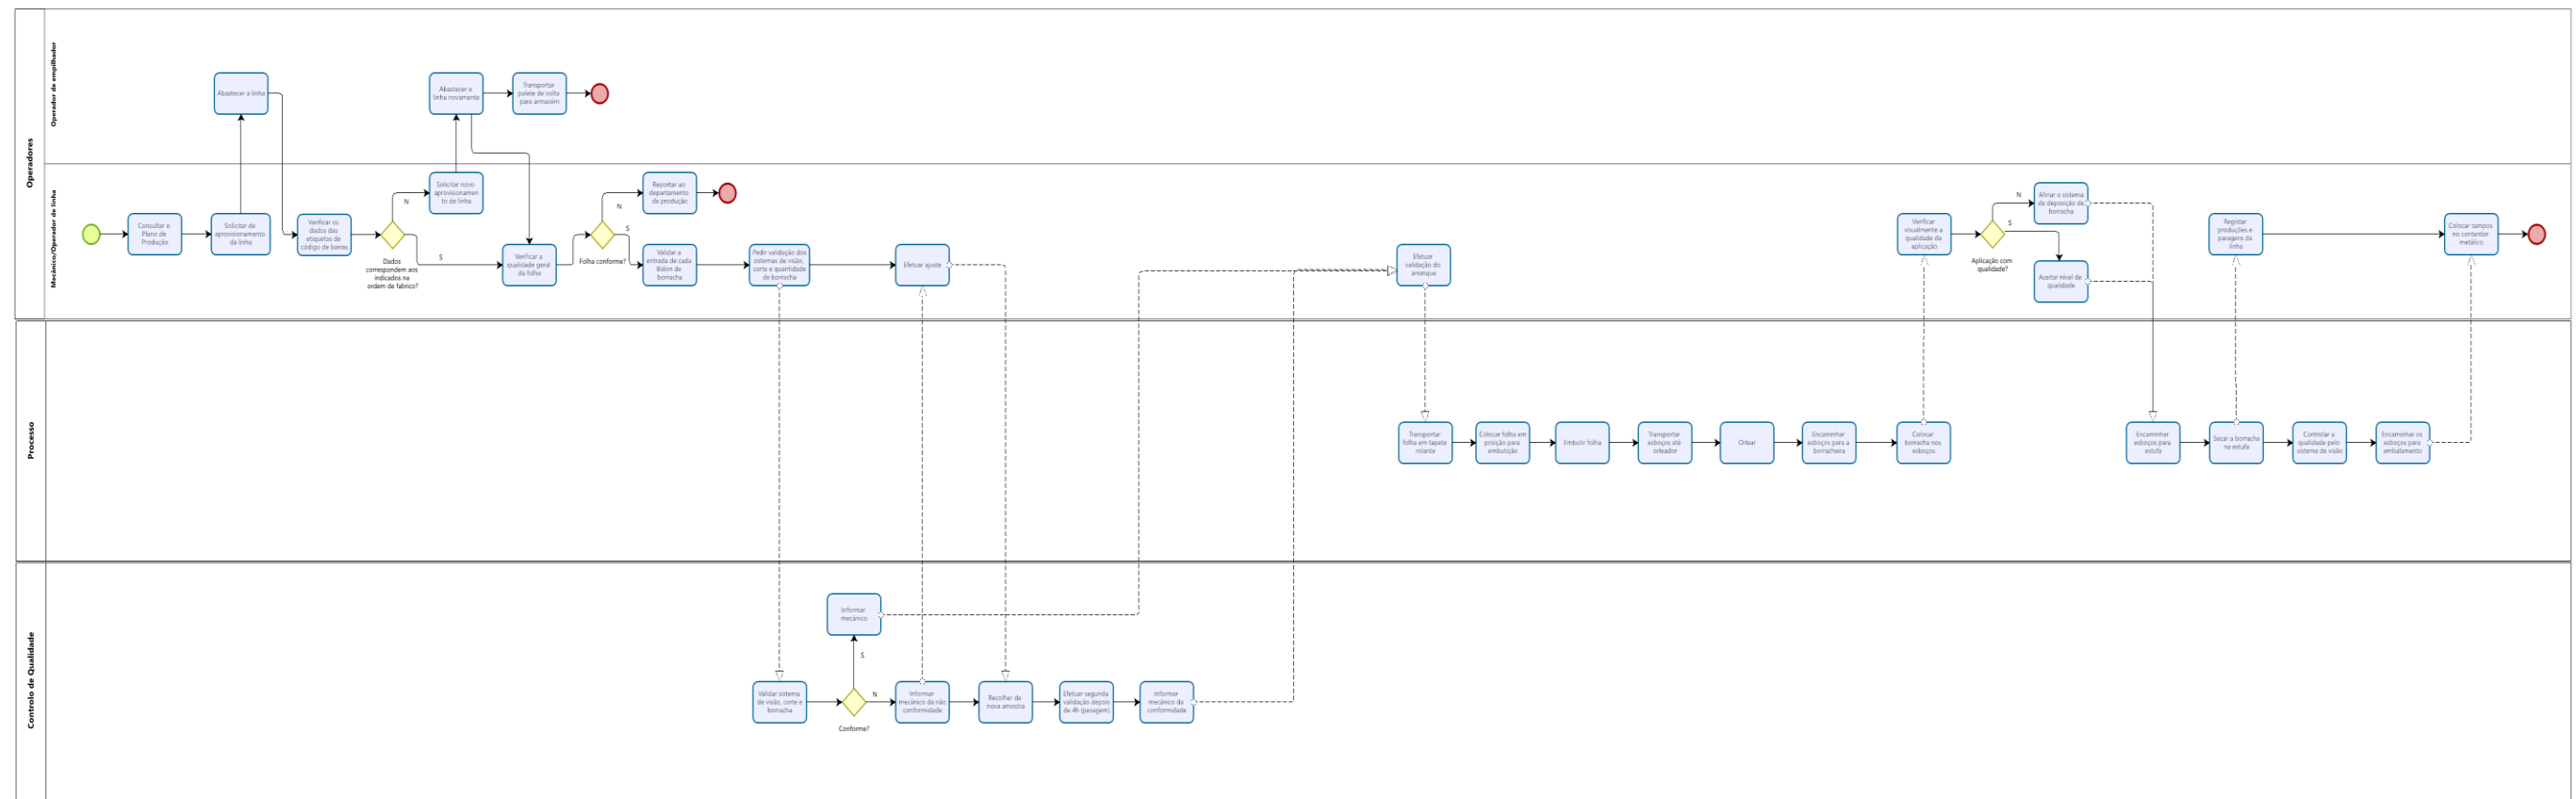 Operadores
Operador de empilhador
Abastecer a linha
Abastecer a
linha novamente
Transportar
palete de volta
para armazém
Mecânico/Operador de linha
Consultar o
Plano de
Produção
Solicitar de
aprovisionamento
da linha
Verificar os
dados das
etiquetas de
código de barras
Dados
correspondem aos
indicados na
ordem de fabrico?
N
S
Solicitar novo
aprovisionamen
to de linha
Verificar a
qualidade geral
da folha
Folha conforme?
N
S
Reportar ao
departamento
de produção
Validar a
entrada de cada
Bidon de
borracha
Pedir validação dos
sistemas de visão,
corte e quantidade
de borracha
Efetuar ajuste
Efetuar
validação do
arranque
Verificar
visualmente a
qualidade da
aplicação
Aplicação com
qualidade?
N
S
Afinar o sistema
de deposição de
borracha
Aceitar nível de
qualidade
Registar
produções e
paragens da
linha
Colocar tampos
no contentor
metálico
Processo
Transportar
folha em tapete
rolante
Colocar folha em
posição para
embutição
Embotir folha
Transportar
esboços até
orleador
Orlear
Encaminhar
esboços para a
borracheira
Colocar
borracha nos
esboços
Encaminhar
esboços para
estufa
Secar a borracha
na estufa
Controlar a
qualidade pelo
sistema de visão
Encaminhar os
esboços para
embalamento
Controlo de Qualidade
Validar sistema
de visão, corte e
borracha
Conforme?
S
N
Informar
mecânico
Informar
mecânico da não
conformidade
Recolher de
nova amostra
Efetuar segunda
validação depois
de 4h (pesagem)
Informar
mecânico da
conformidade